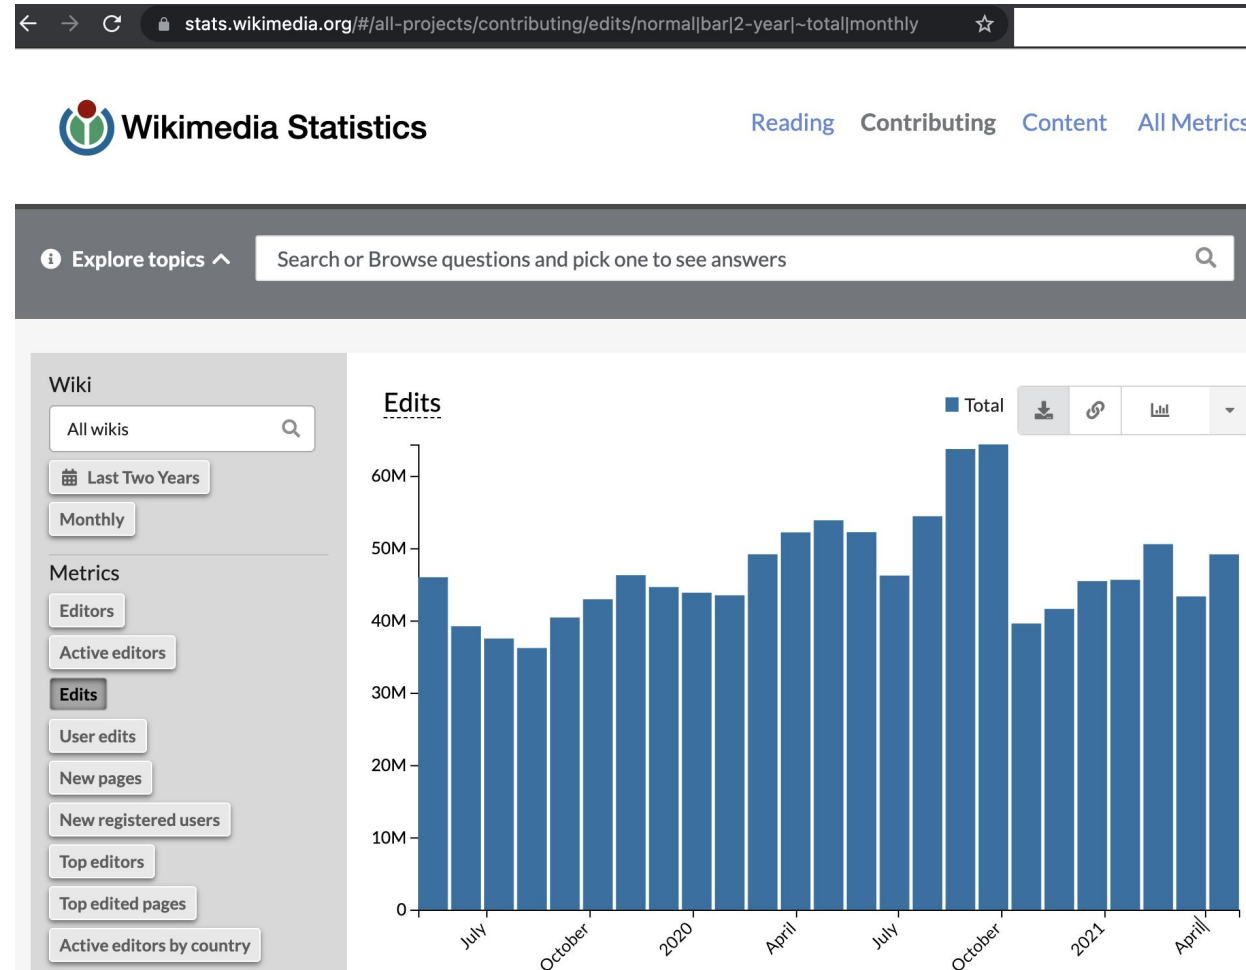 stats.wikimedia.org/#/all-projects/contributing/edits/normal|bar|2-year|~total|monthly
Wikimedia Statistics
Reading Contributing Content All Metrics
Explore topics
Search or Browse questions and pick one to see answers
Wiki
All wikis
Last Two Years
Monthly
Metrics
Editors
Active editors
Edits
User edits
New pages
New registered users
Top editors
Top edited pages
Active editors by country
Edits
Total
60M
50M
40M
30M
20M
10M
0
July October 2020 April July October 2021 April